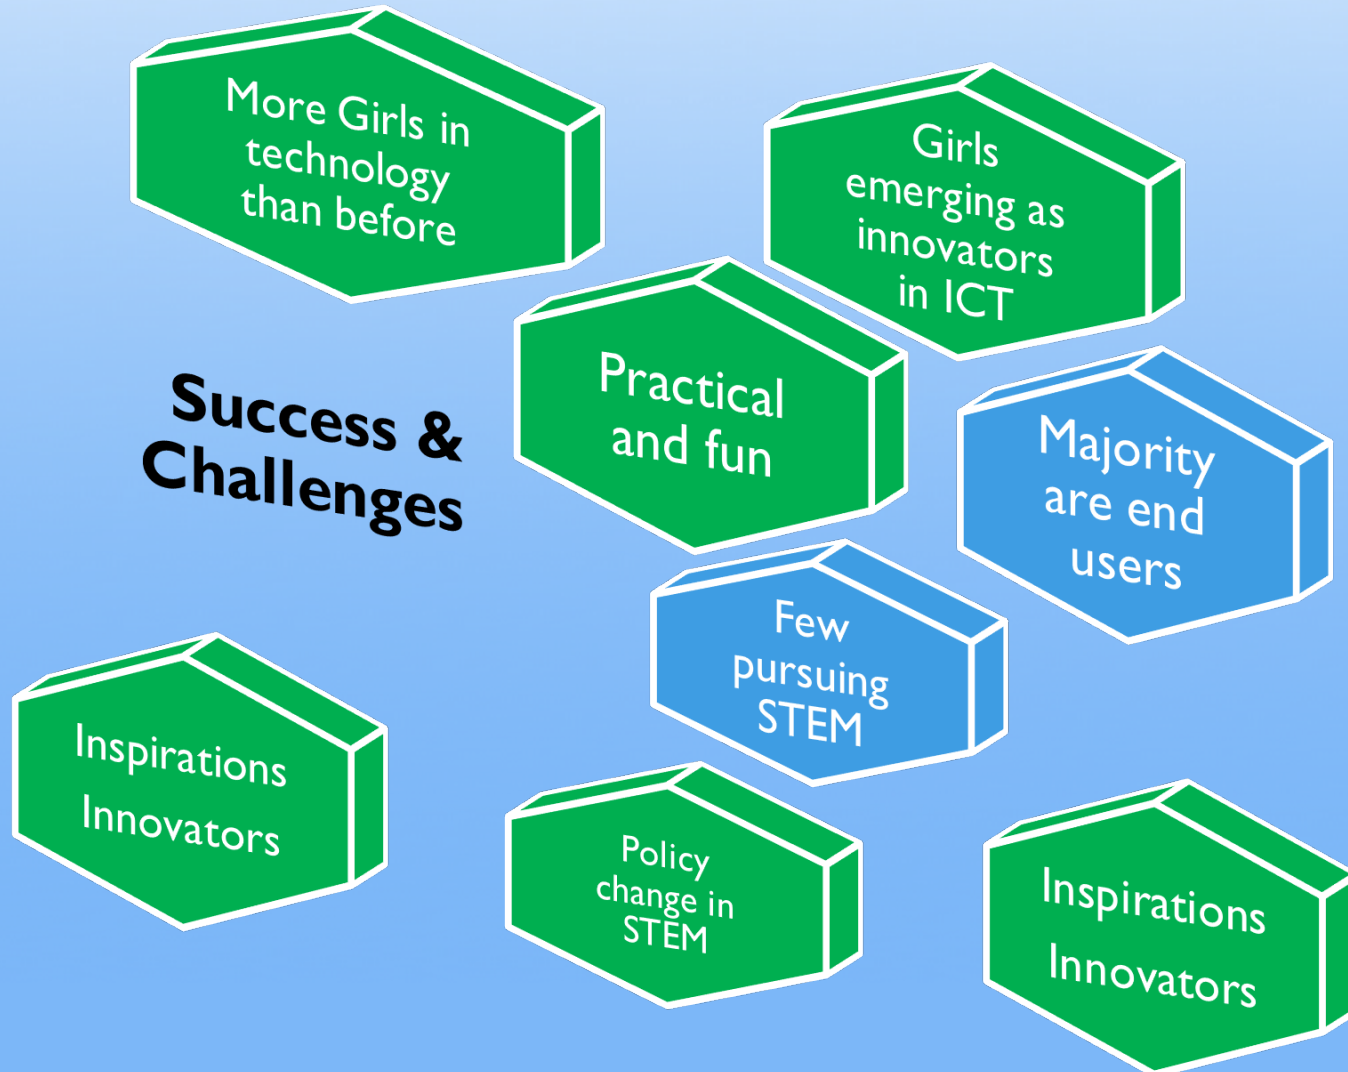 More Girls in
technology
than before
Girls
emerging as
innovators
in ICT
Practical
and fun
Success &
Challenges
Majority
are end
users
Few
pursuing
STEM
Inspirations
Innovators
Policy
change in
STEM
Inspirations
Innovators